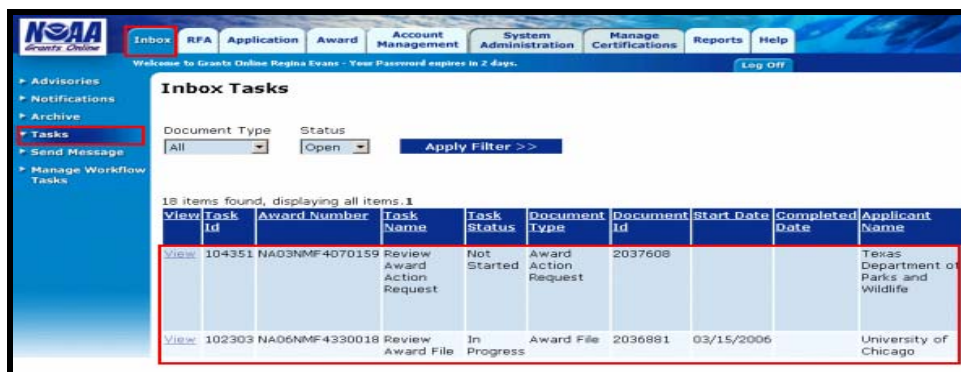 NOAA
Grants Online
Inbox RFA Application Award Account Management System Administration Manage Certifications Reports Help
Welcome to Grants Online Regina Evans - Your Password expires in 2 days. Log Off
Advisories
Notifications
Archive
Tasks
Send Message
Manage Workflow Tasks
Inbox Tasks
Document Type Status
All Open Apply Filter >>
18 items found, displaying all items.1
View Task Id Award Number Task Name Task Status Document Type Document Id Start Date Completed Date Applicant Name
View 104351 NA03NMF4070159 Review Award Action Request Not Started Award Action Request 2037608 Texas Department of Parks and Wildlife
View 102303 NA06NMF4330018 Review Award File In Progress Award File 2036881 03/15/2006 University of Chicago